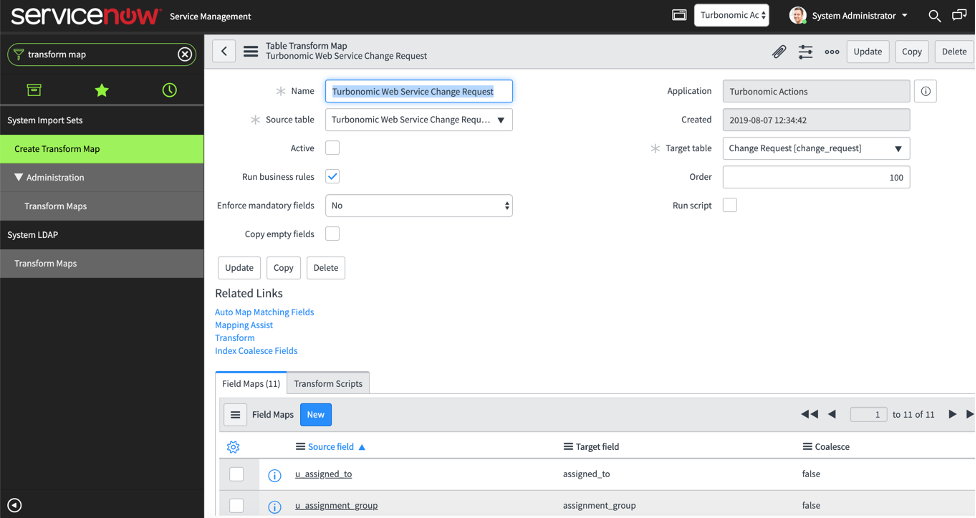 servicenow Service Management
Turbonomic Ac
System Administrator
transform map
System Import Sets
Create Transform Map
Administration
Transform Maps
System LDAP
Transform Maps
Table Transform Map
Turbonomic Web Service Change Request
Update Copy Delete
Name Turbonomic Web Service Change Request
Source table Turbonomic Web Service Change Requ...
Active
Run business rules
Enforce mandatory fields No
Copy empty fields
Application Turbonomic Actions
Created 2019-08-07 12:34:42
Target table Change Request [change_request]
Order 100
Run script
Update Copy Delete
Related Links
Auto Map Matching Fields
Mapping Assist
Transform
Index Coalesce Fields
Field Maps (11) Transform Scripts
Field Maps New 1 to 11 of 11
Source field Target field Coalesce
u_assigned_to assigned_to false
u_assignment_group assignment_group false